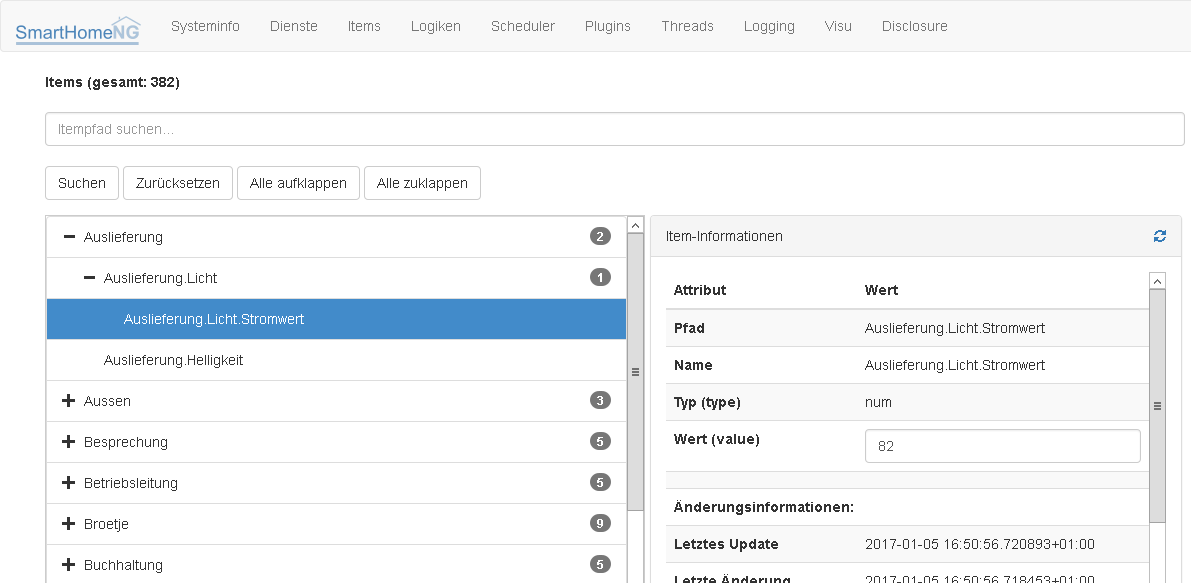 SmartHomeNG Systeminfo Dienste Items Logiken Scheduler Plugins Threads Logging Visu Disclosure
Items (gesamt: 382)
Itempfad suchen...
Suchen Zurücksetzen Alle aufklappen Alle zuklappen
Auslieferung 2
Auslieferung.Licht 1
Auslieferung.Licht.Stromwert
Auslieferung.Helligkeit
Aussen 3
Besprechung 5
Betriebsleitung 5
Broetje 9
Buchhaltung 5
Item-Informationen
Attribut Wert
Pfad Auslieferung.Licht.Stromwert
Name Auslieferung.Licht.Stromwert
Typ (type) num
Wert (value) 82
Änderungsinformationen:
Letztes Update 2017-01-05 16:50:56.720893+01:00
Letzte Änderung 2017-01-05 16:50:56.718453+01:00